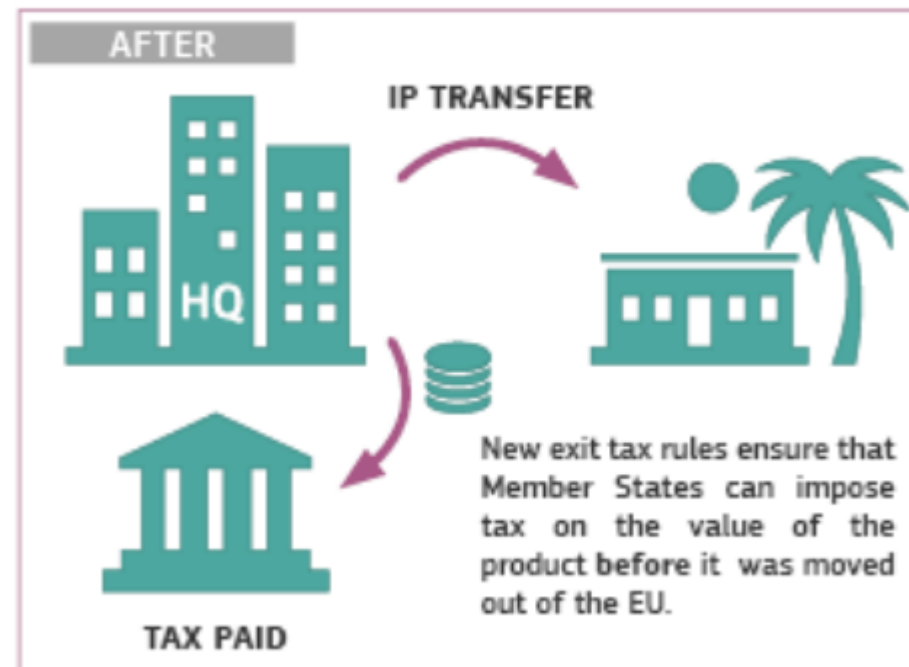 AFTER
IP TRANSFER
HQ
New exit tax rules ensure that
Member States can impose
tax on the value of the
product before it was moved
out of the EU.
TAX PAID